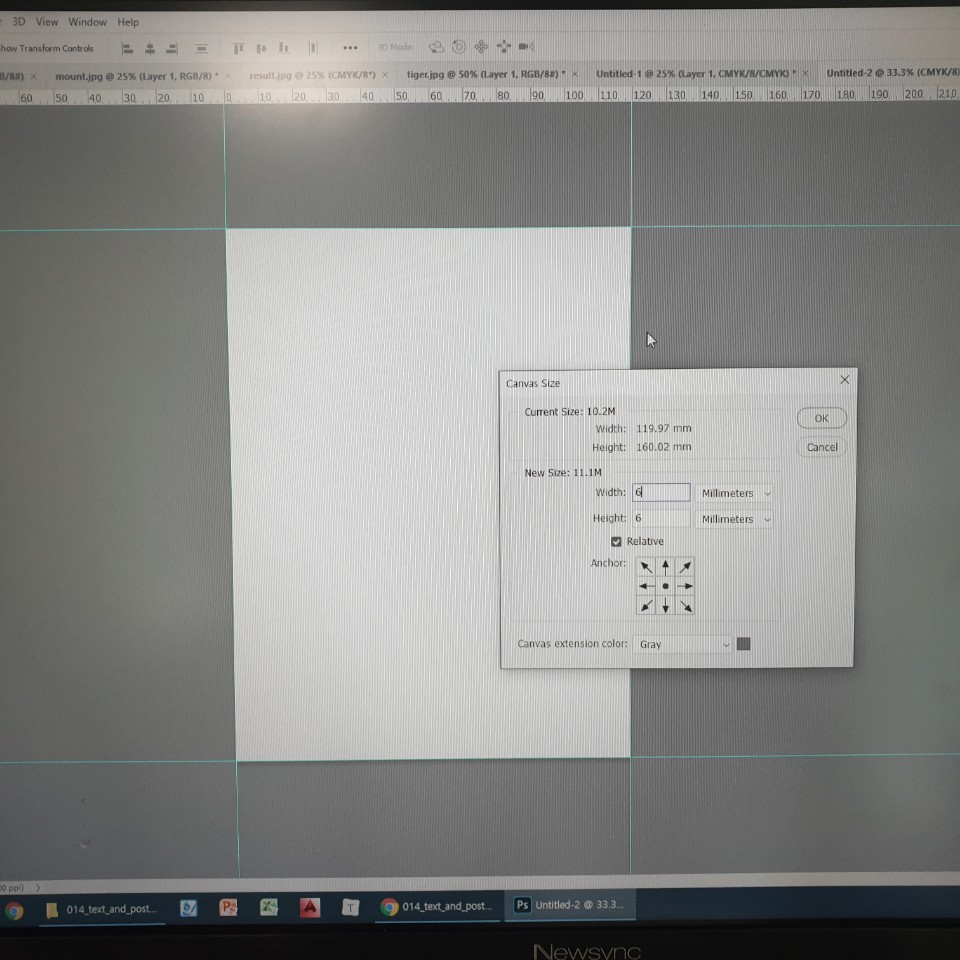 3D View Window Help
how Transform Controls
3D Mode:
B/8#) × mount.jpg @ 25% (Layer 1, RGB/8) * × result.jpg @ 25% (CMYK/8*) × tiger.jpg @ 50% (Layer 1, RGB/8#) * × Untitled-1 @ 25% (Layer 1, CMYK/8/CMYK) * × Untitled-2 @ 33.3% (CMYK/8)
60 50 40 30 20 10 0 10 20 30 40 50 60 70 80 90 100 110 120 130 140 150 160 170 180 190 200 210
Canvas Size
Current Size: 10.2M
Width: 119.97 mm
Height: 160.02 mm
OK
Cancel
New Size: 11.1M
Width: 6 Millimeters
Height: 6 Millimeters
Relative
Anchor:
Canvas extension color: Gray
ppi)
014_text_and_post... 014_text_and_post... Ps Untitled-2 @ 33.3...
Newsync